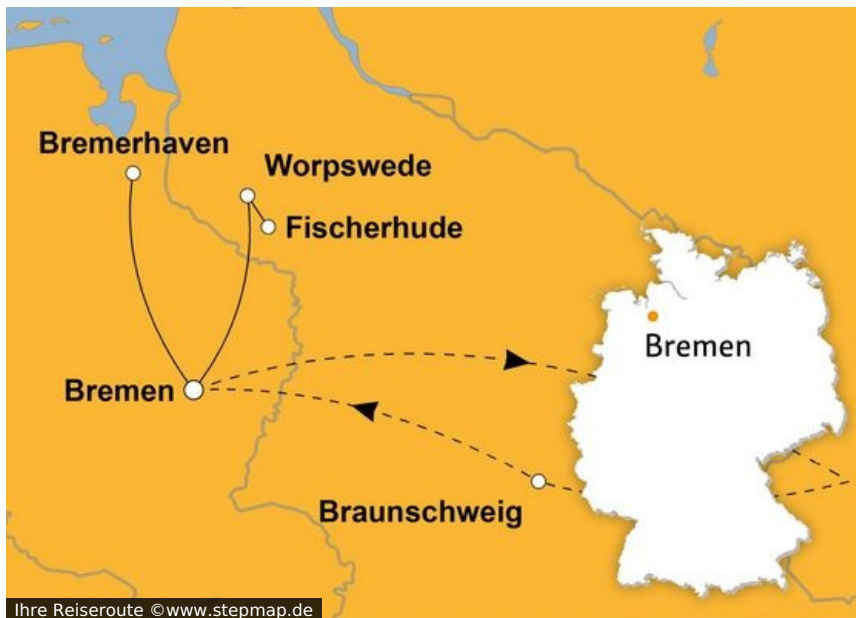 Bremerhaven
Worpswede
Fischerhude
Bremen
Bremen
Braunschweig
Ihre Reiseroute ©www.stepmap.de